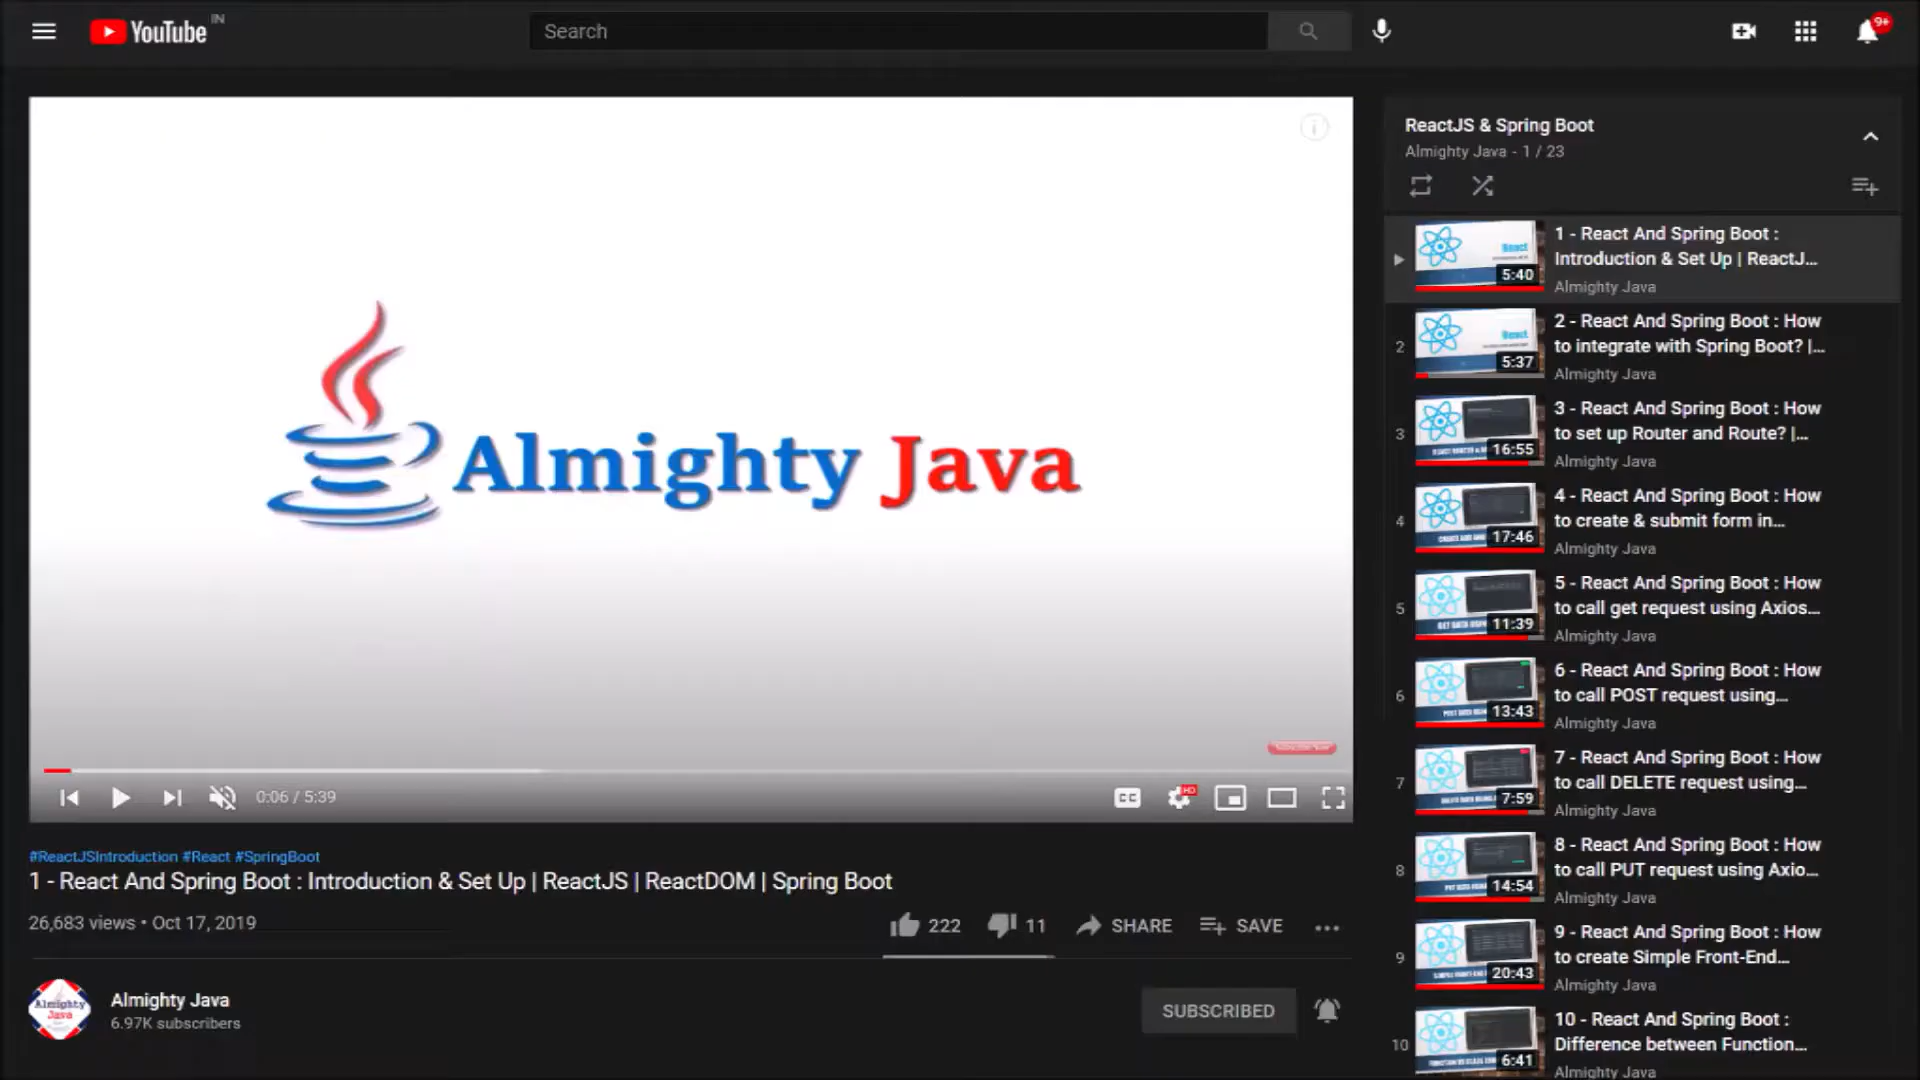 YouTube IN
Search
9+
Almighty Java
0:06 / 5:39
CC
HD
#ReactJSIntroduction #React #SpringBoot
1 - React And Spring Boot : Introduction & Set Up | ReactJS | ReactDOM | Spring Boot
26,683 views • Oct 17, 2019
222
11
SHARE
SAVE
Almighty Java
Almighty Java
6.97K subscribers
SUBSCRIBED
ReactJS & Spring Boot
Almighty Java - 1 / 23
React
5:40
1 - React And Spring Boot :
Introduction & Set Up | ReactJ...
Almighty Java
2
React
5:37
2 - React And Spring Boot : How
to integrate with Spring Boot? |...
Almighty Java
3
16:55
3 - React And Spring Boot : How
to set up Router and Route? |...
Almighty Java
4
17:46
4 - React And Spring Boot : How
to create & submit form in...
Almighty Java
5
11:39
5 - React And Spring Boot : How
to call get request using Axios...
Almighty Java
6
13:43
6 - React And Spring Boot : How
to call POST request using...
Almighty Java
7
7:59
7 - React And Spring Boot : How
to call DELETE request using...
Almighty Java
8
14:54
8 - React And Spring Boot : How
to call PUT request using Axio...
Almighty Java
9
20:43
9 - React And Spring Boot : How
to create Simple Front-End...
Almighty Java
10
6:41
10 - React And Spring Boot :
Difference between Function...
Almighty Java